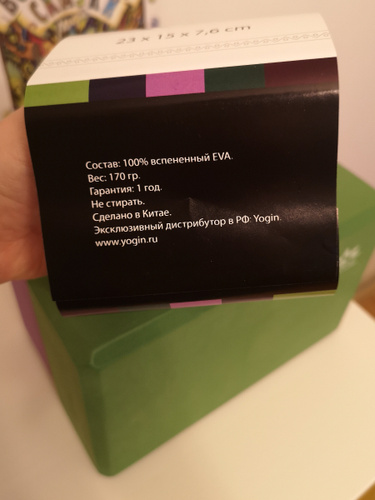 23 x 15 x 7,6 cm
Состав: 100% вспененный EVA.
Вес: 170 гр.
Гарантия: 1 год.
Не стирать.
Сделано в Китае.
Эксклюзивный дистрибутор в РФ: Yogin.
www.yogin.ru